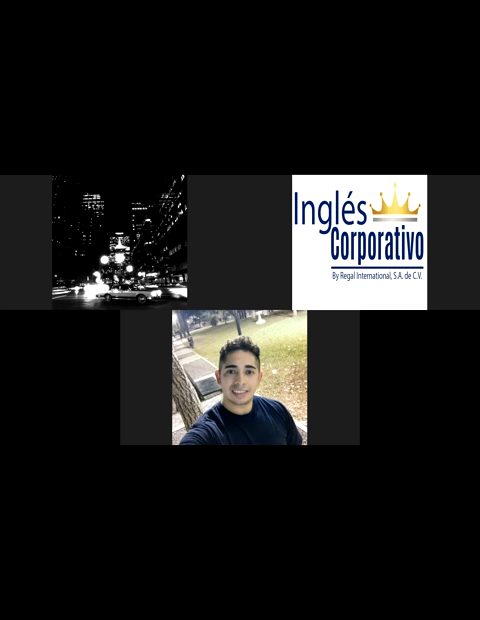 Inglés
Corporativo
By Regal International, S.A. de C.V.